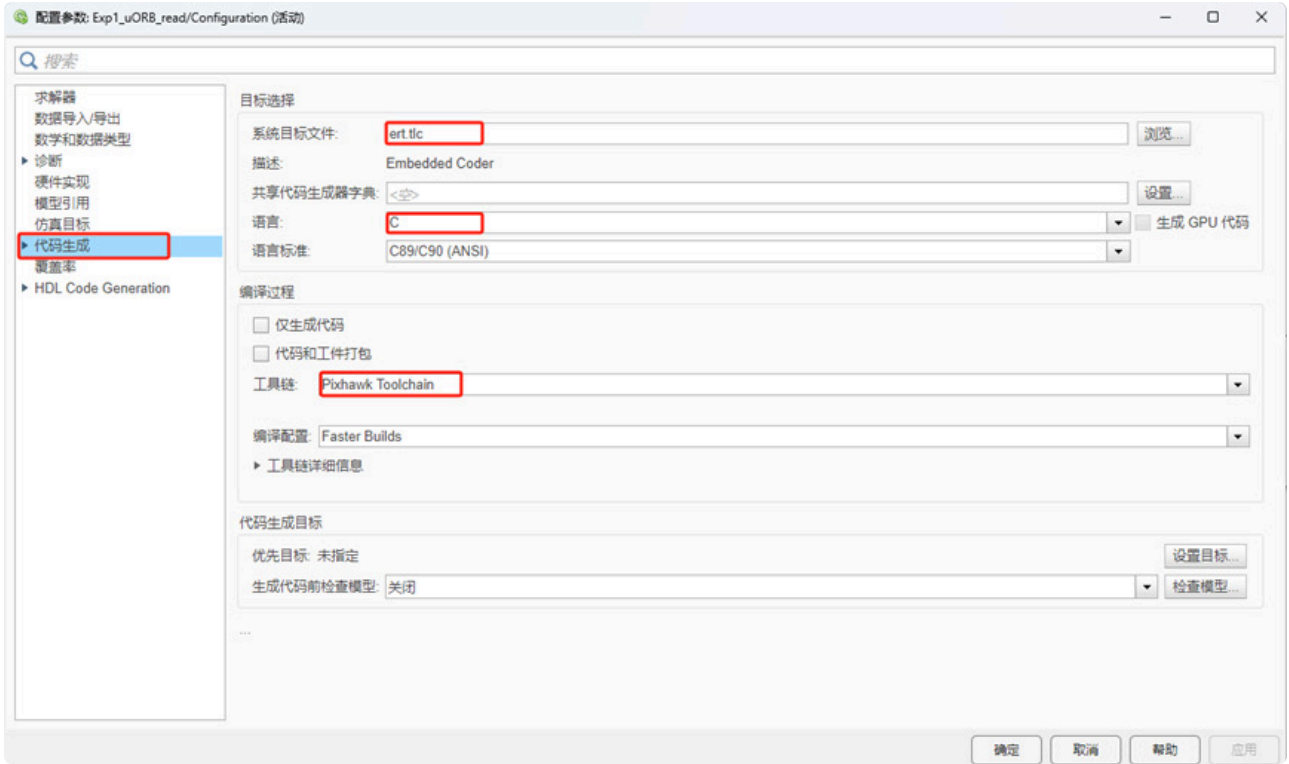 配置参数: Exp1_uORB_read/Configuration (活动)
搜索
求解器
数据导入/导出
数学和数据类型
诊断
硬件实现
模型引用
仿真目标
代码生成
覆盖率
HDL Code Generation
目标选择
系统目标文件: ert.tlc 浏览...
描述: Embedded Coder
共享代码生成器字典: <空> 设置...
语言: C 生成 GPU 代码
语言标准: C89/C90 (ANSI)
编译过程
仅生成代码
代码和工件打包
工具链: Pixhawk Toolchain
编译配置: Faster Builds
工具链详细信息
代码生成目标
优先目标: 未指定 设置目标...
生成代码前检查模型: 关闭 检查模型...
...
确定 取消 帮助 应用